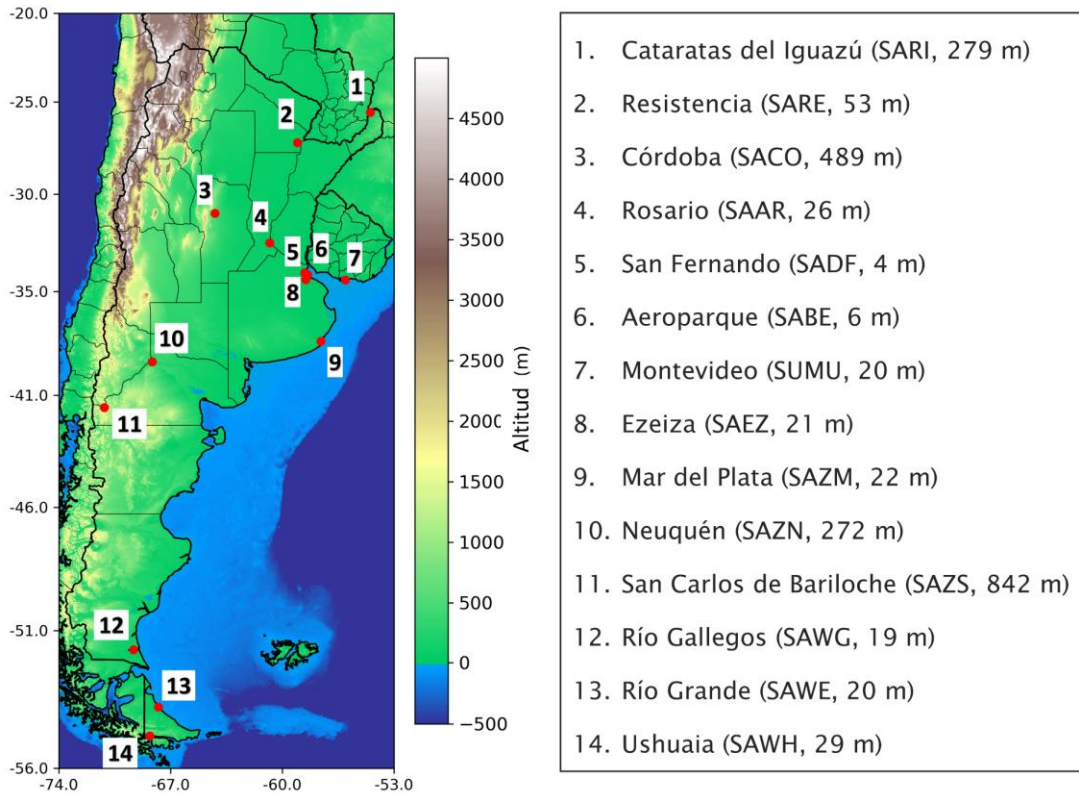 -20.0
-25.0
-31.0
-35.0
-41.0
-46.0
-51.0
-56.0
-74.0
-67.0
-60.0
-53.0
1
2
3
4
5
6
7
8
9
10
11
12
13
14
4500
4000
3500
3000
2500
2000
1500
1000
500
0
−500
Altitud (m)
1. Cataratas del Iguazú (SARI, 279 m)
2. Resistencia (SARE, 53 m)
3. Córdoba (SACO, 489 m)
4. Rosario (SAAR, 26 m)
5. San Fernando (SADF, 4 m)
6. Aeroparque (SABE, 6 m)
7. Montevideo (SUMU, 20 m)
8. Ezeiza (SAEZ, 21 m)
9. Mar del Plata (SAZM, 22 m)
10. Neuquén (SAZN, 272 m)
11. San Carlos de Bariloche (SAZS, 842 m)
12. Río Gallegos (SAWG, 19 m)
13. Río Grande (SAWE, 20 m)
14. Ushuaia (SAWH, 29 m)